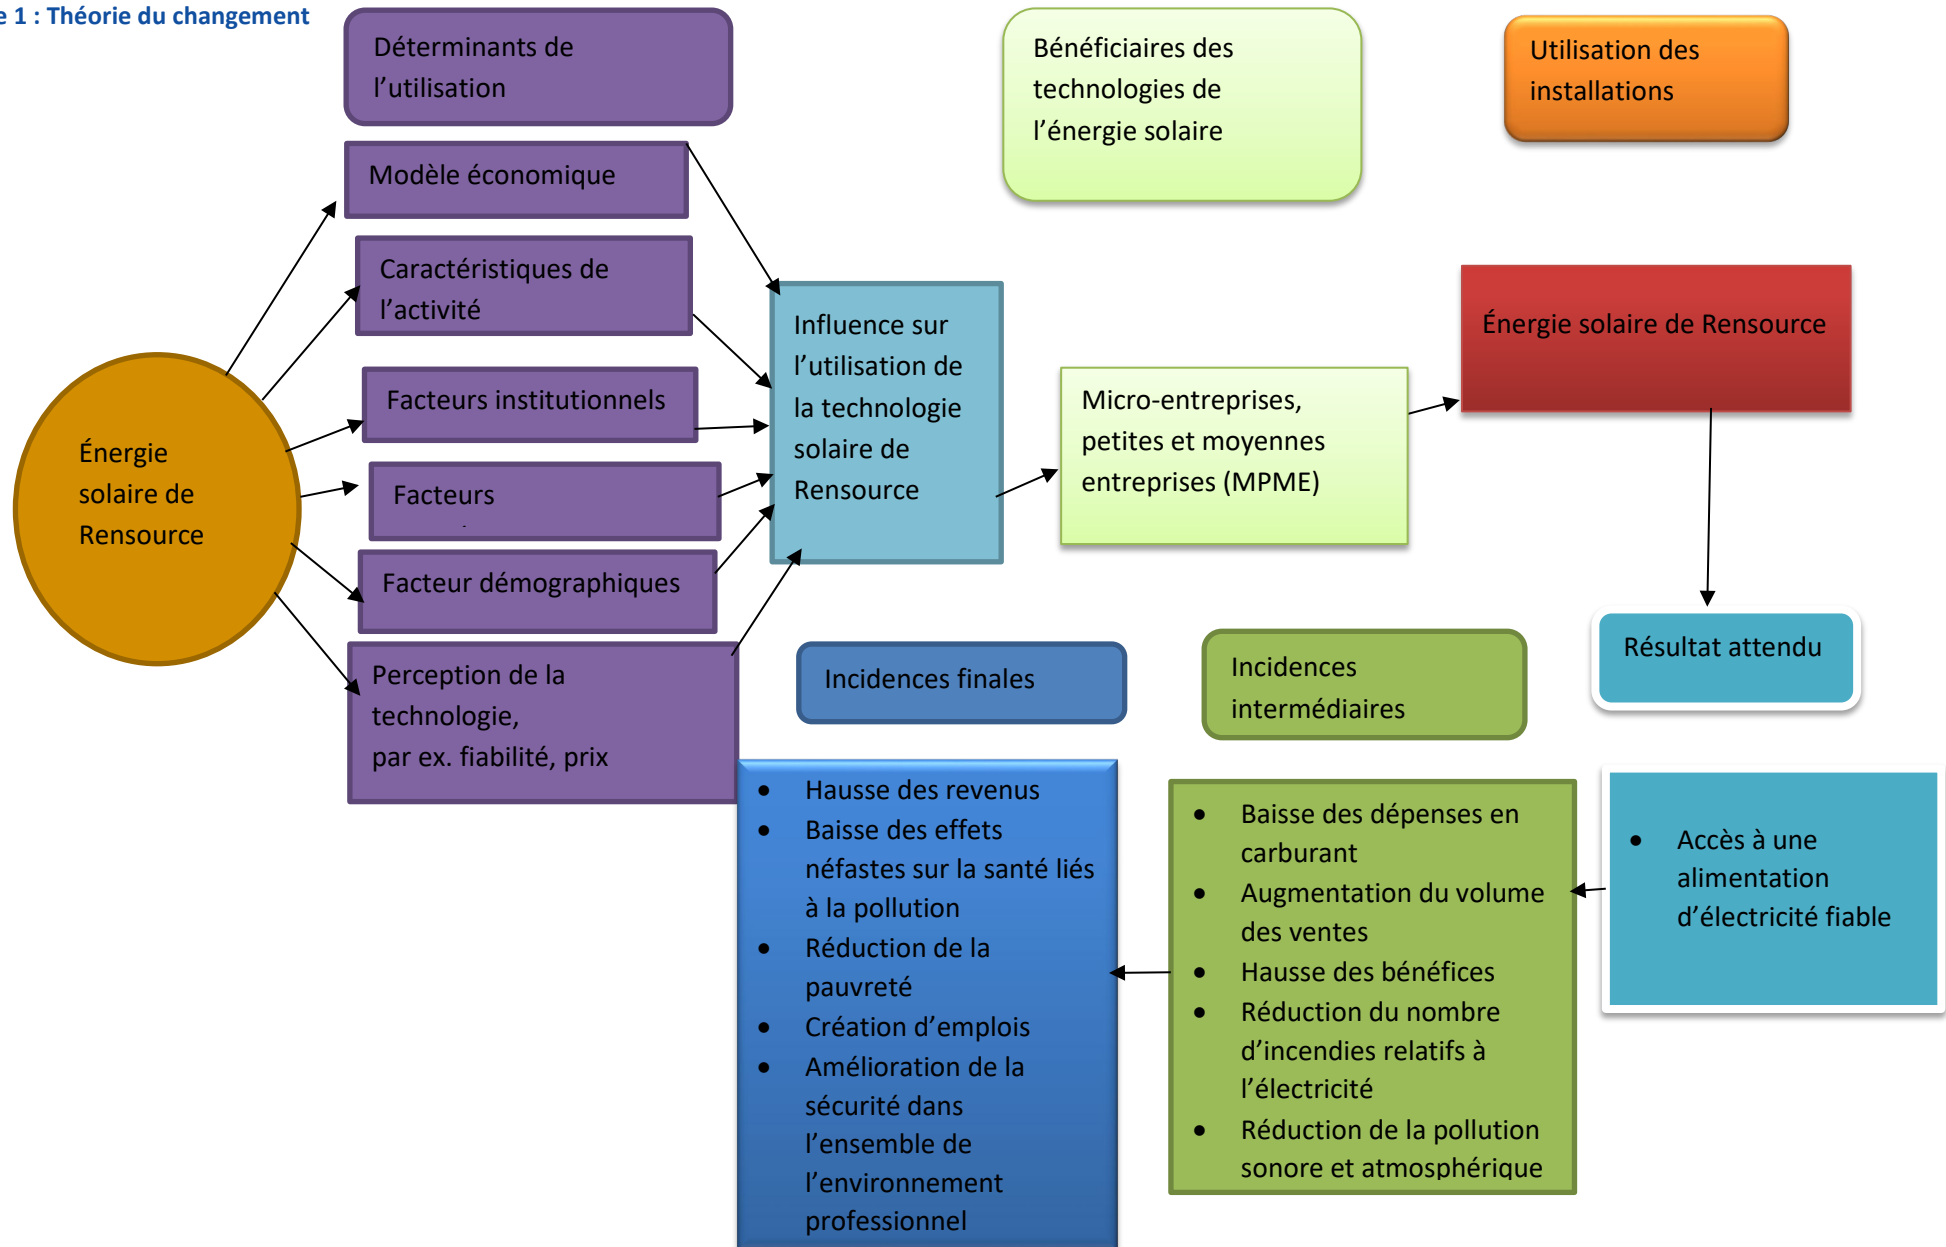 e 1 : Théorie du changement
Déterminants de
l’utilisation
Bénéficiaires des
technologies de
l’énergie solaire
Utilisation des
installations
Modèle économique
Caractéristiques de
l’activité
Facteurs institutionnels
Facteurs
Facteur démographiques
Perception de la
technologie,
par ex. fiabilité, prix
Énergie
solaire de
Rensource
Influence sur
l’utilisation de
la technologie
solaire de
Rensource
Micro-entreprises,
petites et moyennes
entreprises (MPME)
Énergie solaire de Rensource
Résultat attendu
Incidences
intermédiaires
Incidences finales
• Accès à une
alimentation
d’électricité fiable
• Baisse des dépenses en
carburant
• Augmentation du volume
des ventes
• Hausse des bénéfices
• Réduction du nombre
d’incendies relatifs à
l’électricité
• Réduction de la pollution
sonore et atmosphérique
• Hausse des revenus
• Baisse des effets
néfastes sur la santé liés
à la pollution
• Réduction de la
pauvreté
• Création d’emplois
• Amélioration de la
sécurité dans
l’ensemble de
l’environnement
professionnel